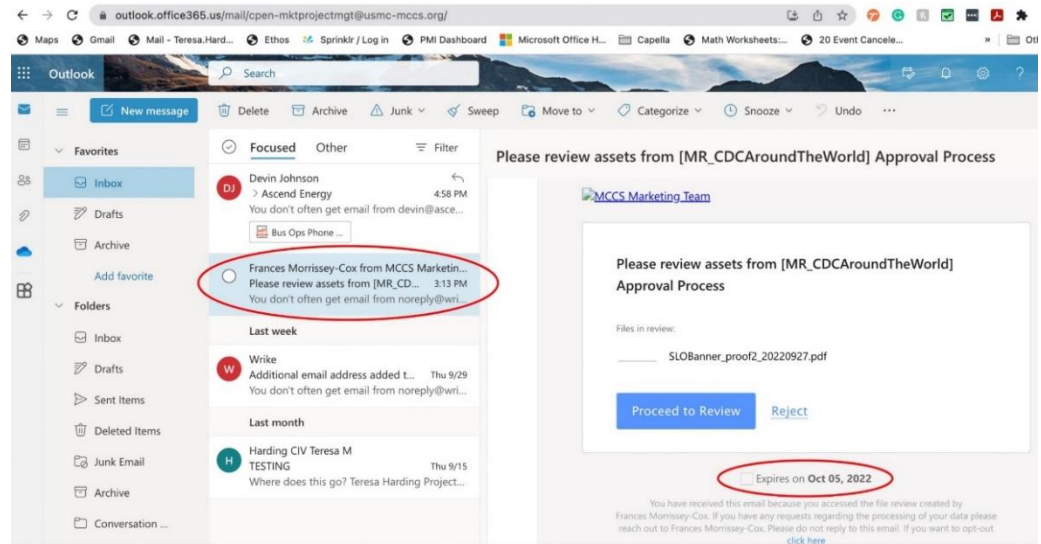 outlook.office365.us/mail/cpen-mktprojectmgt@usmc-mccs.org/
Maps Gmail Mail - Teresa.Hard... Ethos Sprinklr / Log in PMI Dashboard Microsoft Office H... Capella Math Worksheets:... 20 Event Cancele... » Oth
Outlook
Search
New message Delete Archive Junk Sweep Move to Categorize Snooze Undo ...
Favorites
Inbox
Drafts
Archive
Add favorite
Folders
Inbox
Drafts
Sent Items
Deleted Items
Junk Email
Archive
Conversation ...
Focused Other Filter
DJ
Devin Johnson
> Ascend Energy 4:58 PM
You don't often get email from devin@asce...
Bus Ops Phone ...
Frances Morrissey-Cox from MCCS Marketin...
Please review assets from [MR_CD... 3:13 PM
You don't often get email from noreply@wri...
Last week
W
Wrike
Additional email address added t... Thu 9/29
You don't often get email from noreply@wri...
Last month
H
Harding CIV Teresa M
TESTING Thu 9/15
Where does this go? Teresa Harding Project...
Please review assets from [MR_CDCAroundTheWorld] Approval Process
MCCS Marketing Team
Please review assets from [MR_CDCAroundTheWorld]
Approval Process
Files in review:
SLOBanner_proof2_20220927.pdf
Proceed to Review Reject
Expires on Oct 05, 2022
You have received this email because you accessed the file review created by
Frances Morrissey-Cox. If you have any requests regarding the processing of your data please
reach out to Frances Morrissey-Cox. Please do not reply to this email. If you want to opt-out
click here